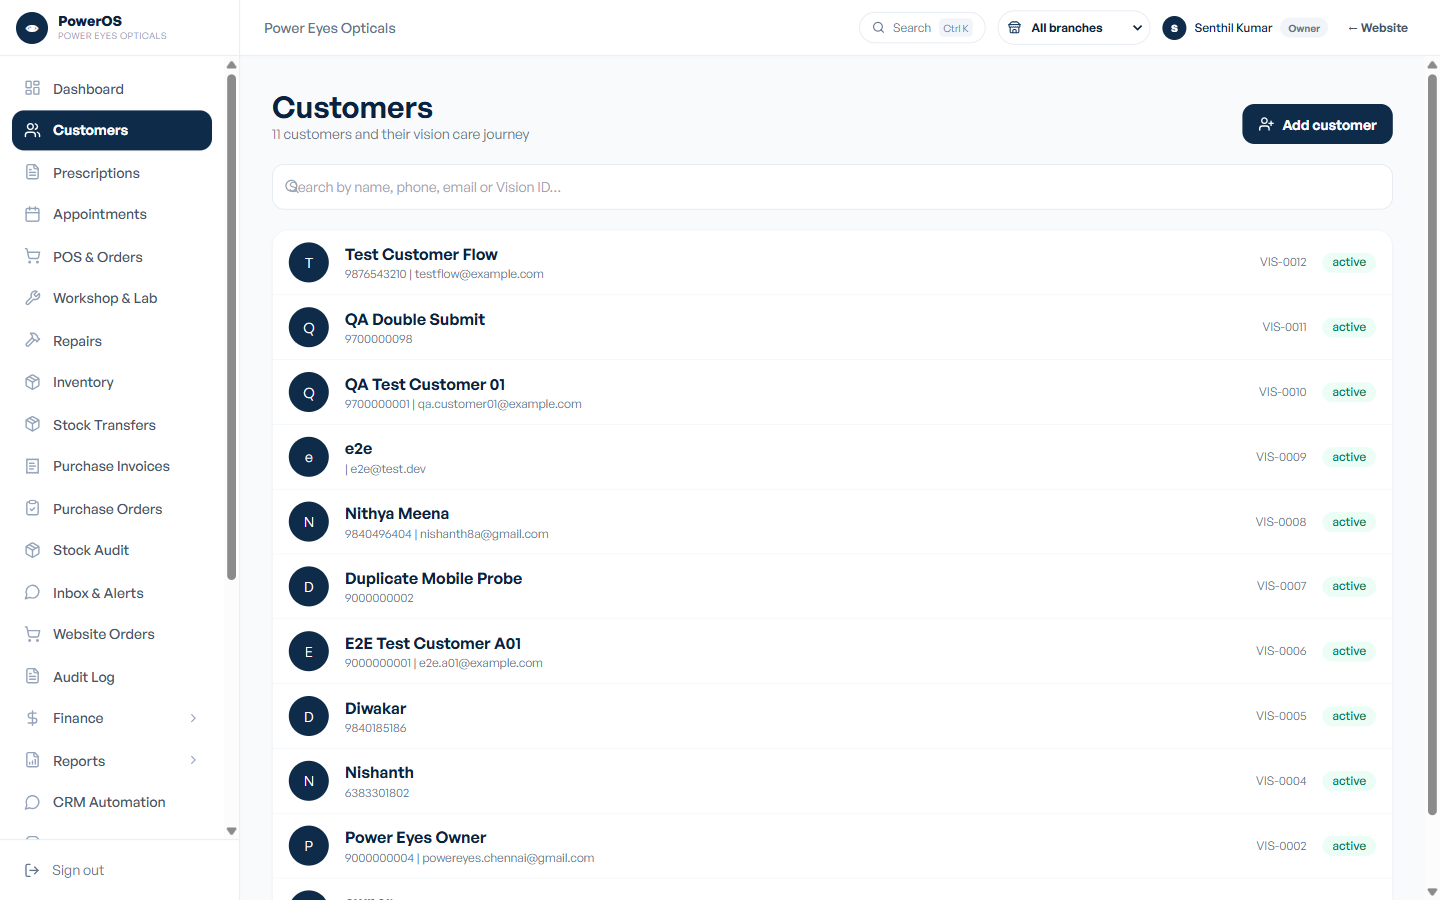 PowerOS
POWER EYES OPTICALS
Power Eyes Opticals
Search Ctrl K
All branches
S Senthil Kumar Owner
← Website
Dashboard
Customers
Prescriptions
Appointments
POS & Orders
Workshop & Lab
Repairs
Inventory
Stock Transfers
Purchase Invoices
Purchase Orders
Stock Audit
Inbox & Alerts
Website Orders
Audit Log
Finance
Reports
CRM Automation
Sign out
Customers
11 customers and their vision care journey
Add customer
Search by name, phone, email or Vision ID...
T Test Customer Flow
9876543210 | testflow@example.com
VIS-0012 active
Q QA Double Submit
9700000098
VIS-0011 active
Q QA Test Customer 01
9700000001 | qa.customer01@example.com
VIS-0010 active
e e2e
| e2e@test.dev
VIS-0009 active
N Nithya Meena
9840496404 | nishanth8a@gmail.com
VIS-0008 active
D Duplicate Mobile Probe
9000000002
VIS-0007 active
E E2E Test Customer A01
9000000001 | e2e.a01@example.com
VIS-0006 active
D Diwakar
9840185186
VIS-0005 active
N Nishanth
6383301802
VIS-0004 active
P Power Eyes Owner
9000000004 | powereyes.chennai@gmail.com
VIS-0002 active